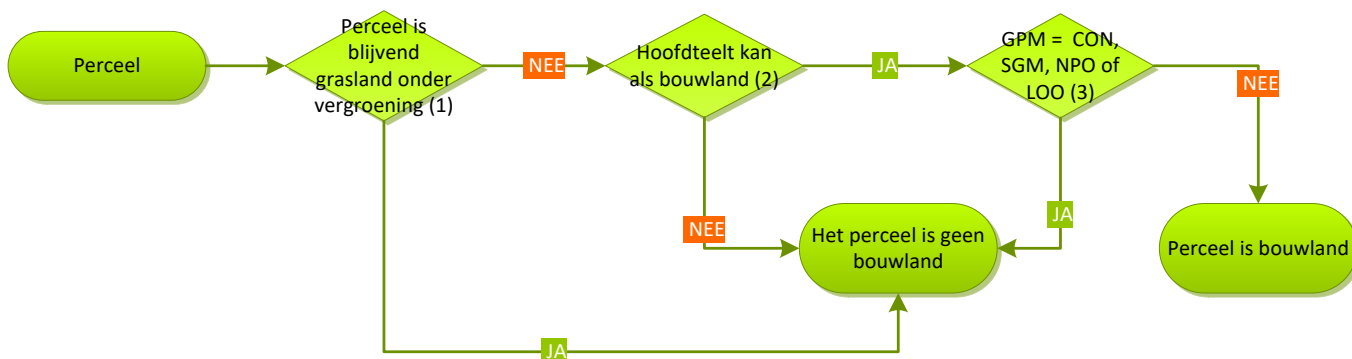 Perceel
Perceel is
blijvend
grasland onder
vergroening (1)
NEE
Hoofdteelt kan
als bouwland (2)
JA
GPM =  CON,
SGM, NPO of
LOO (3)
NEE
NEE
JA
Het perceel is geen
bouwland
Perceel is bouwland
JA